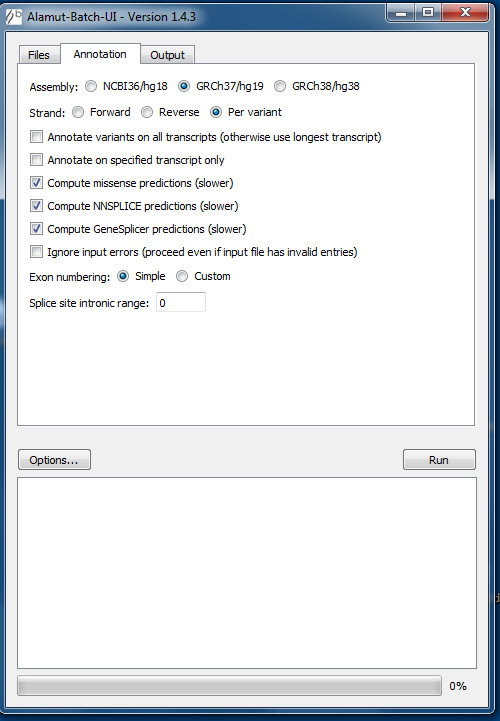 Alamut-Batch-UI - Version 1.4.3
Files Annotation Output
Assembly: NCBI36/hg18 GRCh37/hg19 GRCh38/hg38
Strand: Forward Reverse Per variant
Annotate variants on all transcripts (otherwise use longest transcript)
Annotate on specified transcript only
Compute missense predictions (slower)
Compute NNSPLICE predictions (slower)
Compute GeneSplicer predictions (slower)
Ignore input errors (proceed even if input file has invalid entries)
Exon numbering: Simple Custom
Splice site intronic range: 0
Options... Run
0%